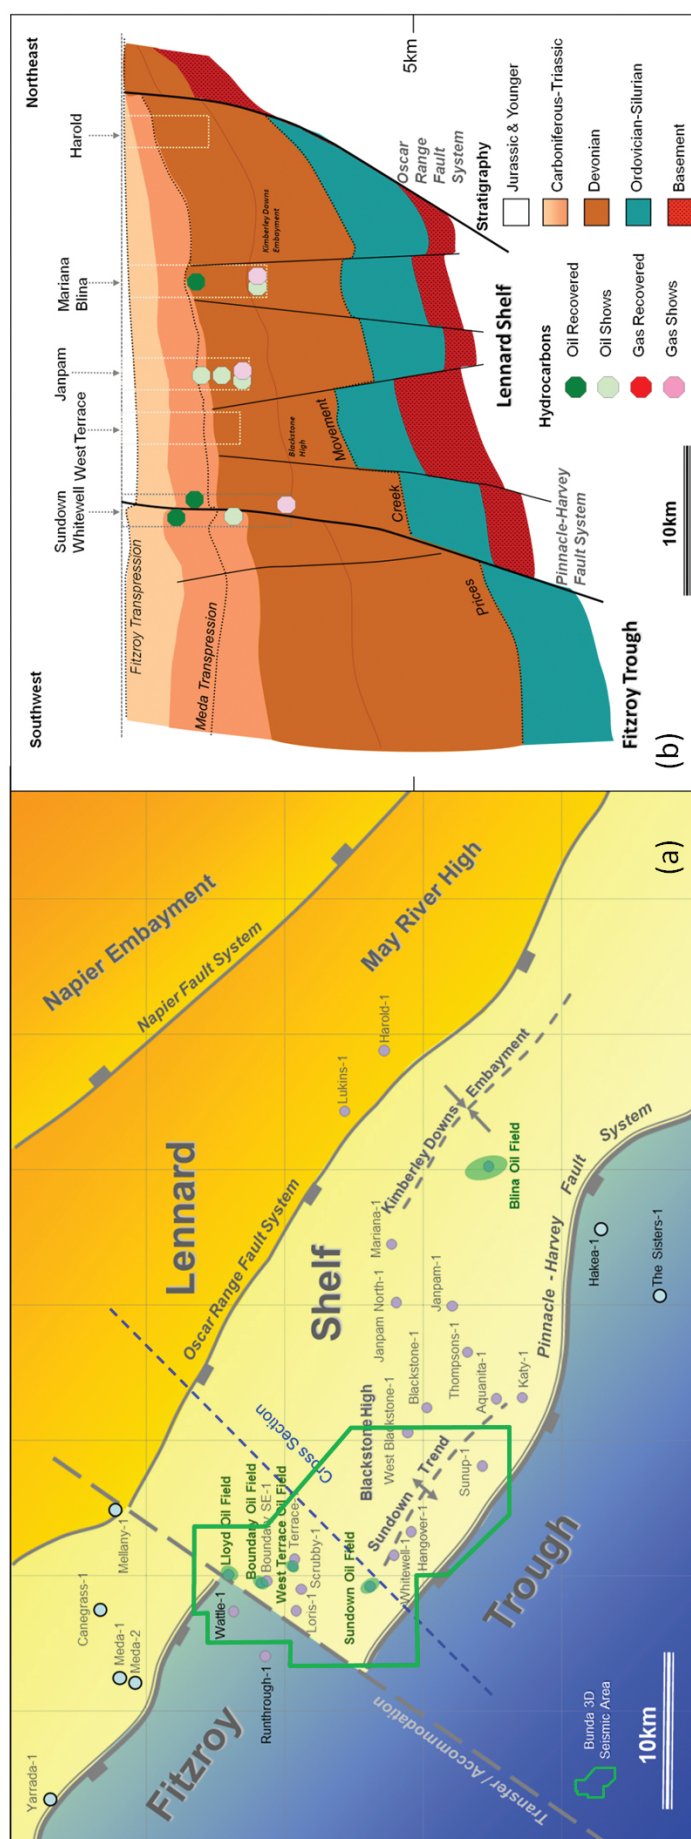 Yarrada-1
Canegrass-1
Meda-1
Meda-2
Mellany-1
Napier Embayment
Napier Fault System
Lennard
Oscar Range Fault System
May River High
Lukins-1
Harold-1
Fitzroy
Wattle-1
Runthrough-1
Lloyd Oil Field
Boundary Oil Field
Boundary SE-1
West Terrace Oil Field
Terrace-1
Scrubby-1
Loris-1
Cross Section
Shelf
Sundown Oil Field
Blackstone High
West Blackstone-1
Blackstone-1
Janpam North-1
Mariana-1
Janpam-1
Thompsons-1
Aquanita-1
Katy-1
Kimberley Downs
Embayment
Blina Oil Field
Sundown Trend
Whitewell-1
Hangover-1
Sunup-1
Pinnacle - Harvey Fault System
Trough
Hakea-1
The Sisters-1
Transfer / Accommodation
Bunda 3D
Seismic Area
10km
(a)
Southwest
Northeast
Sundown
Whitewell
West Terrace
Janpam
Mariana
Blina
Harold
Fitzroy Transpression
Meda Transpression
Blackstone
High
Kimberley Downs
Embayment
Prices Creek Movement
5km
Oscar
Range
Fault
System
Pinnacle-Harvey
Fault System
Lennard Shelf
Fitzroy Trough
10km
Hydrocarbons
Oil Recovered
Oil Shows
Gas Recovered
Gas Shows
Stratigraphy
Jurassic & Younger
Carboniferous-Triassic
Devonian
Ordovician-Silurian
Basement
(b)